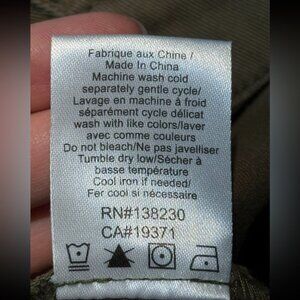 Fabrique aux Chine /
Made In China
Machine wash cold
separately gentle cycle/
Lavage en machine à froid
séparément cycle délicat
wash with like colors/laver
avec comme couleurs
Do not bleach/Ne pas javelliser
Tumble dry low/Sécher à
basse température
Cool iron if needed/
Fer cool si nécessaire
RN#138230
CA#19371